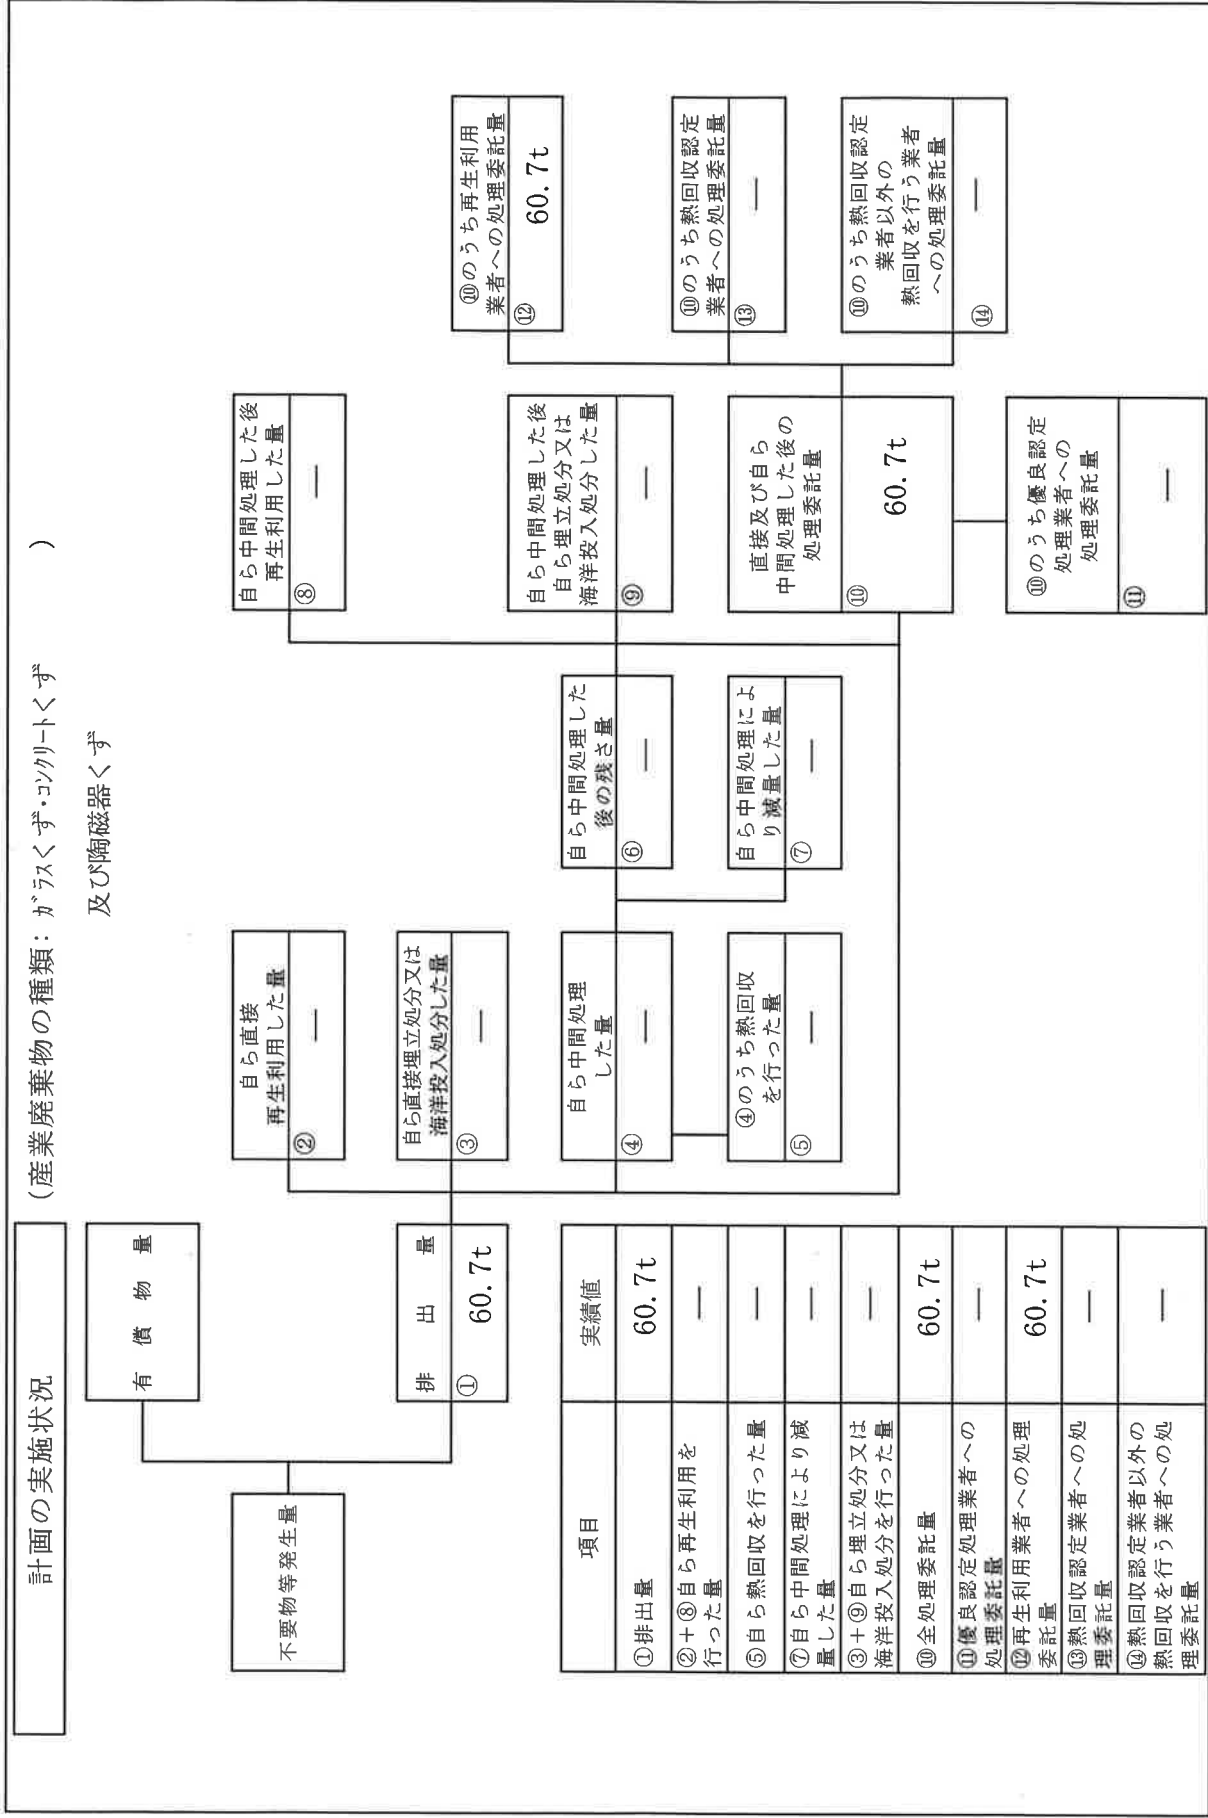 計画の実施状況
(産業廃棄物の種類：ガラスくず・コンクリートくず
及び陶磁器くず
)
有償物量
不要物等発生量
排出量
①
60.7t
自ら直接
再生利用した量
②
—
自ら直接埋立処分又は
海洋投入処分した量
③
—
自ら中間処理
した量
④
—
④のうち熱回収
を行った量
⑤
—
自ら中間処理した
後の残さ量
⑥
—
自ら中間処理によ
り減量した量
⑦
—
自ら中間処理した後
再生利用した量
⑧
—
自ら中間処理した後
自ら埋立処分又は
海洋投入処分した量
⑨
—
直接及び自ら
中間処理した後の
処理委託量
⑩
60.7t
⑩のうち優良認定
処理業者への
処理委託量
⑪
—
⑩のうち再生利用
業者への処理委託量
⑫
60.7t
⑩のうち熱回収認定
業者への処理委託量
⑬
—
⑩のうち熱回収認定
業者以外の
熱回収を行う業者
への処理委託量
⑭
—
項目 実績値
①排出量 60.7t
②＋⑧自ら再生利用を
行った量 —
⑤自ら熱回収を行った量 —
⑦自ら中間処理により減
量した量 —
③＋⑨自ら埋立処分又は
海洋投入処分を行った量 —
⑩全処理委託量 60.7t
⑪優良認定処理業者への
処理委託量 —
⑫再生利用業者への処理
委託量 60.7t
⑬熱回収認定業者への処
理委託量 —
⑭熱回収認定業者以外の
熱回収を行う業者への処
理委託量 —